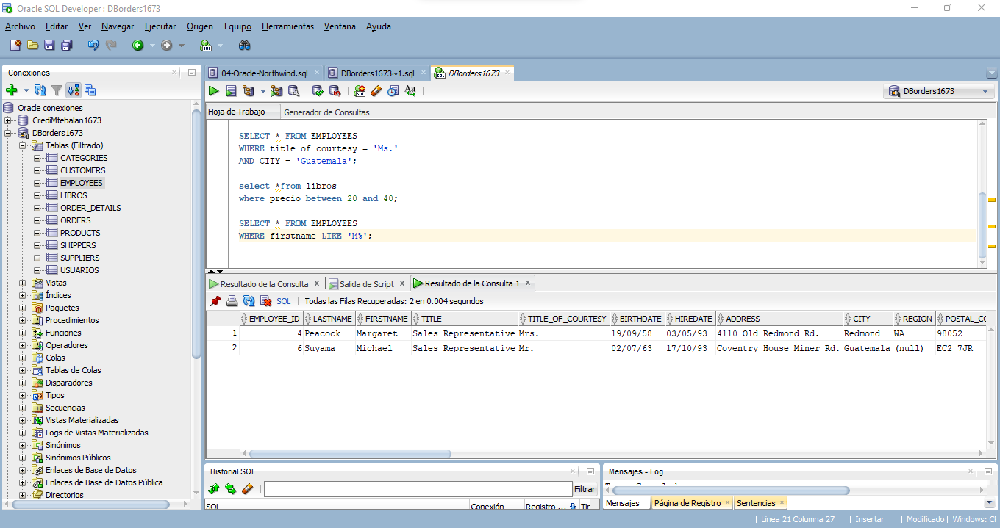 Oracle SQL Developer : DBorders1673
Archivo Editar Ver Navegar Ejecutar Origen Equipo Herramientas Ventana Ayuda
Conexiones
04-Oracle-Northwind.sql DBorders1673~1.sql DBorders1673
DBorders1673
Hoja de Trabajo Generador de Consultas
Oracle conexiones
CrediMtebalan1673
DBorders1673
Tablas (Filtrado)
CATEGORIES
CUSTOMERS
EMPLOYEES
LIBROS
ORDER_DETAILS
ORDERS
PRODUCTS
SHIPPERS
SUPPLIERS
USUARIOS
Vistas
Índices
Paquetes
Procedimientos
Funciones
Operadores
Colas
Tablas de Colas
Disparadores
Tipos
Secuencias
Vistas Materializadas
Logs de Vistas Materializadas
Sinónimos
Sinónimos Públicos
Enlaces de Base de Datos
Enlaces de Base de Datos Pública
Directorios
SELECT * FROM EMPLOYEES
WHERE title_of_courtesy = 'Ms.'
AND CITY = 'Guatemala';
select *from libros
where precio between 20 and 40;
SELECT * FROM EMPLOYEES
WHERE firstname LIKE 'M%';
Resultado de la Consulta Salida de Script Resultado de la Consulta 1
SQL Todas las Filas Recuperadas: 2 en 0.004 segundos
EMPLOYEE_ID LASTNAME FIRSTNAME TITLE TITLE_OF_COURTESY BIRTHDATE HIREDATE ADDRESS CITY REGION POSTAL_CO
1 4 Peacock Margaret Sales Representative Mrs. 19/09/58 03/05/93 4110 Old Redmond Rd. Redmond WA 98052
2 6 Suyama Michael Sales Representative Mr. 02/07/63 17/10/93 Coventry House Miner Rd. Guatemala (null) EC2 7JR
Historial SQL
Filtrar
SQL Conexión Registro ... Tir
Mensajes - Log
Mensajes Página de Registro Sentencias
Línea 21 Columna 27 Insertar Modificado Windows: CF